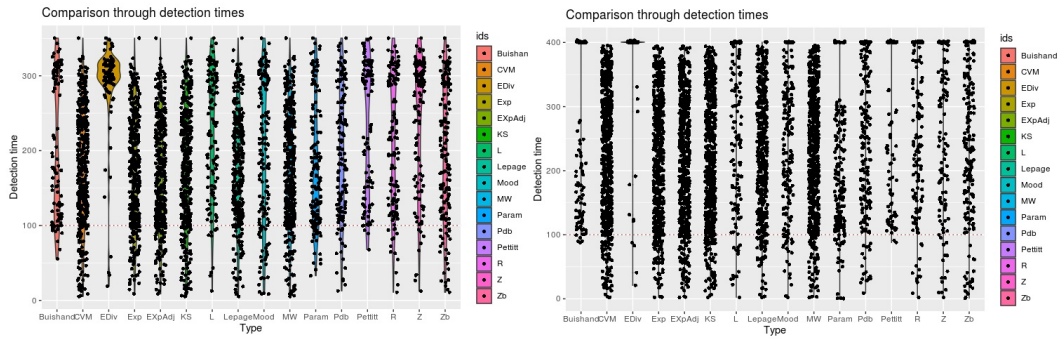 Comparison through detection times
300
200
100
0
Detection time
Buishand CVM EDiv Exp EXpAdj KS L Lepage Mood MW Param Pdb Pettitt R Z Zb
Type
ids
Buishan
CVM
EDiv
Exp
EXpAdj
KS
L
Lepage
Mood
MW
Param
Pdb
Pettitt
R
Z
Zb
Comparison through detection times
400
300
200
100
0
Detection time
Buishand CVM EDiv Exp EXpAdj KS L Lepage Mood MW Param Pdb Pettitt R Z Zb
Type
ids
Buishand
CVM
EDiv
Exp
EXpAdj
KS
L
Lepage
Mood
MW
Param
Pdb
Pettitt
R
Z
Zb